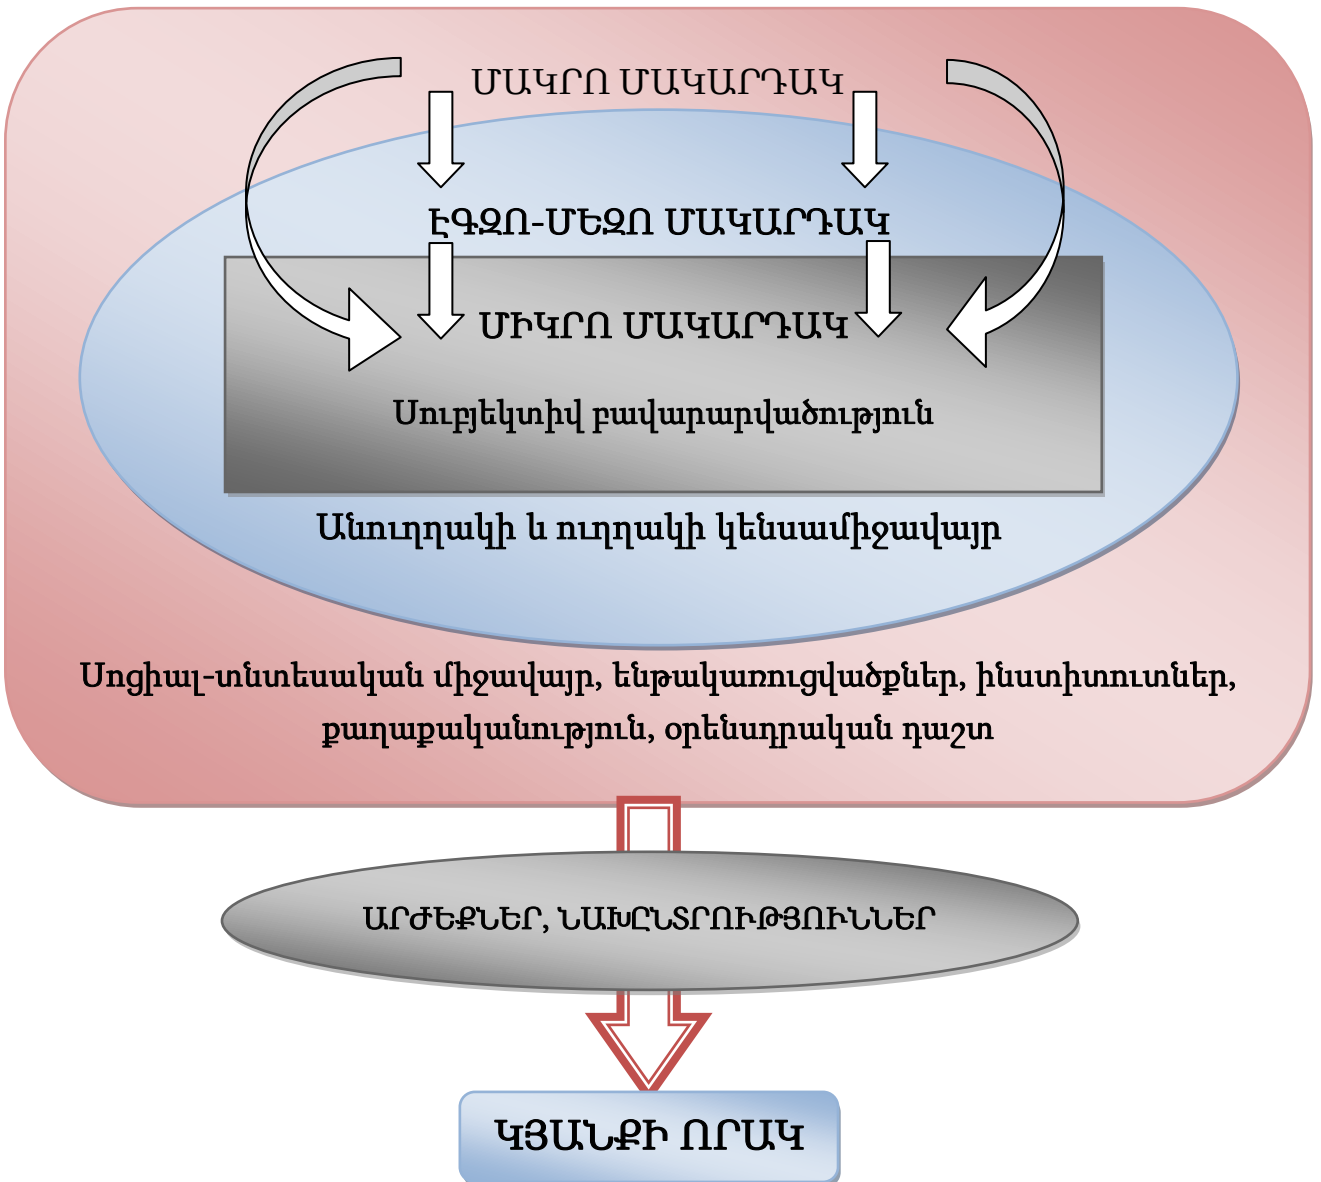 ՄԱԿՐՈ ՄԱԿԱՐԴԱԿ
ԷԳԶՈ-ՄԵԶՈ ՄԱԿԱՐԴԱԿ
ՄԻԿՐՈ ՄԱԿԱՐԴԱԿ
Սուբյեկտիվ բավարարվածություն
Անուղղակի և ուղղակի կենսամիջավայր
Սոցիալ-տնտեսական միջավայր, ենթակառուցվածքներ, ինստիտուտներ,
քաղաքականություն, օրենսդրական դաշտ
ԱՐԺԵՔՆԵՐ, ՆԱԽԸՆՏՐՈՒԹՅՈՒՆՆԵՐ
ԿՅԱՆՔԻ ՈՐԱԿ